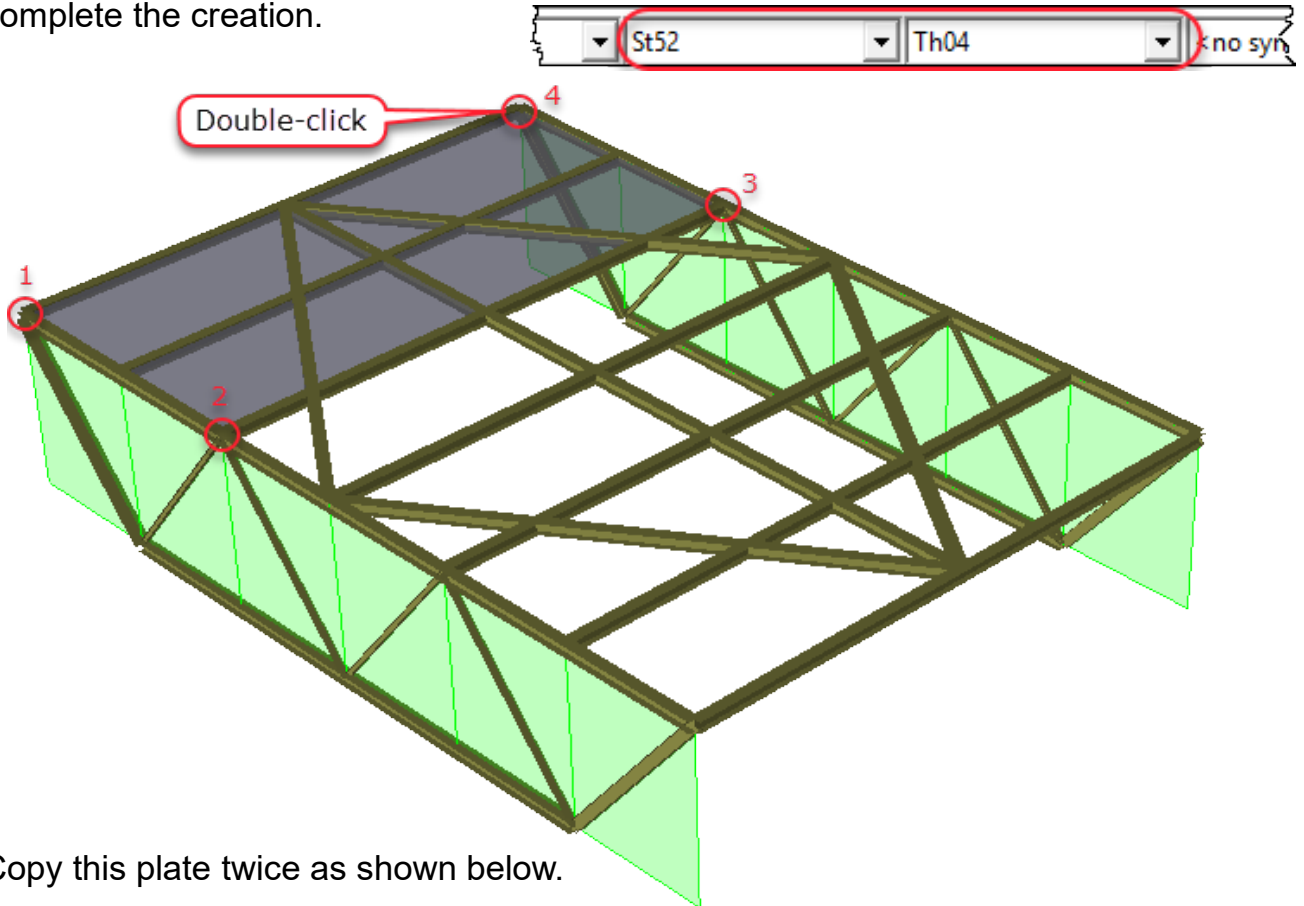 omplete the creation.
St52 Th04 <no syn
Double-click
4
3
1
2
Copy this plate twice as shown below.